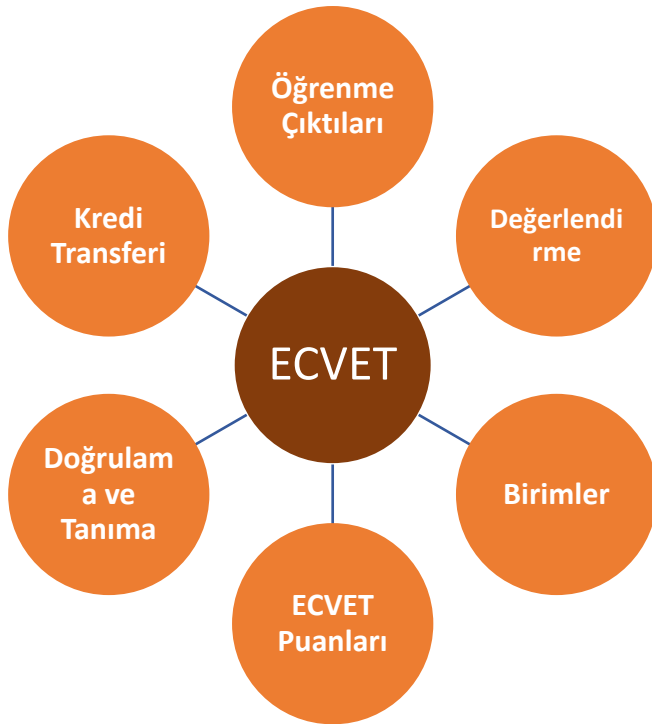 Öğrenme
Çıktıları
Değerlendi
rme
Birimler
ECVET
Puanları
Doğrulam
a ve
Tanıma
Kredi
Transferi
ECVET